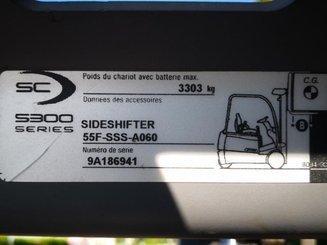 SC
S300
SERIES
Poids du chariot avec batterie max.
3303 kg
Donnees des accessoires
SIDESHIFTER
55F-SSS-A060
Numéro de série
9A186941
C.G.
B